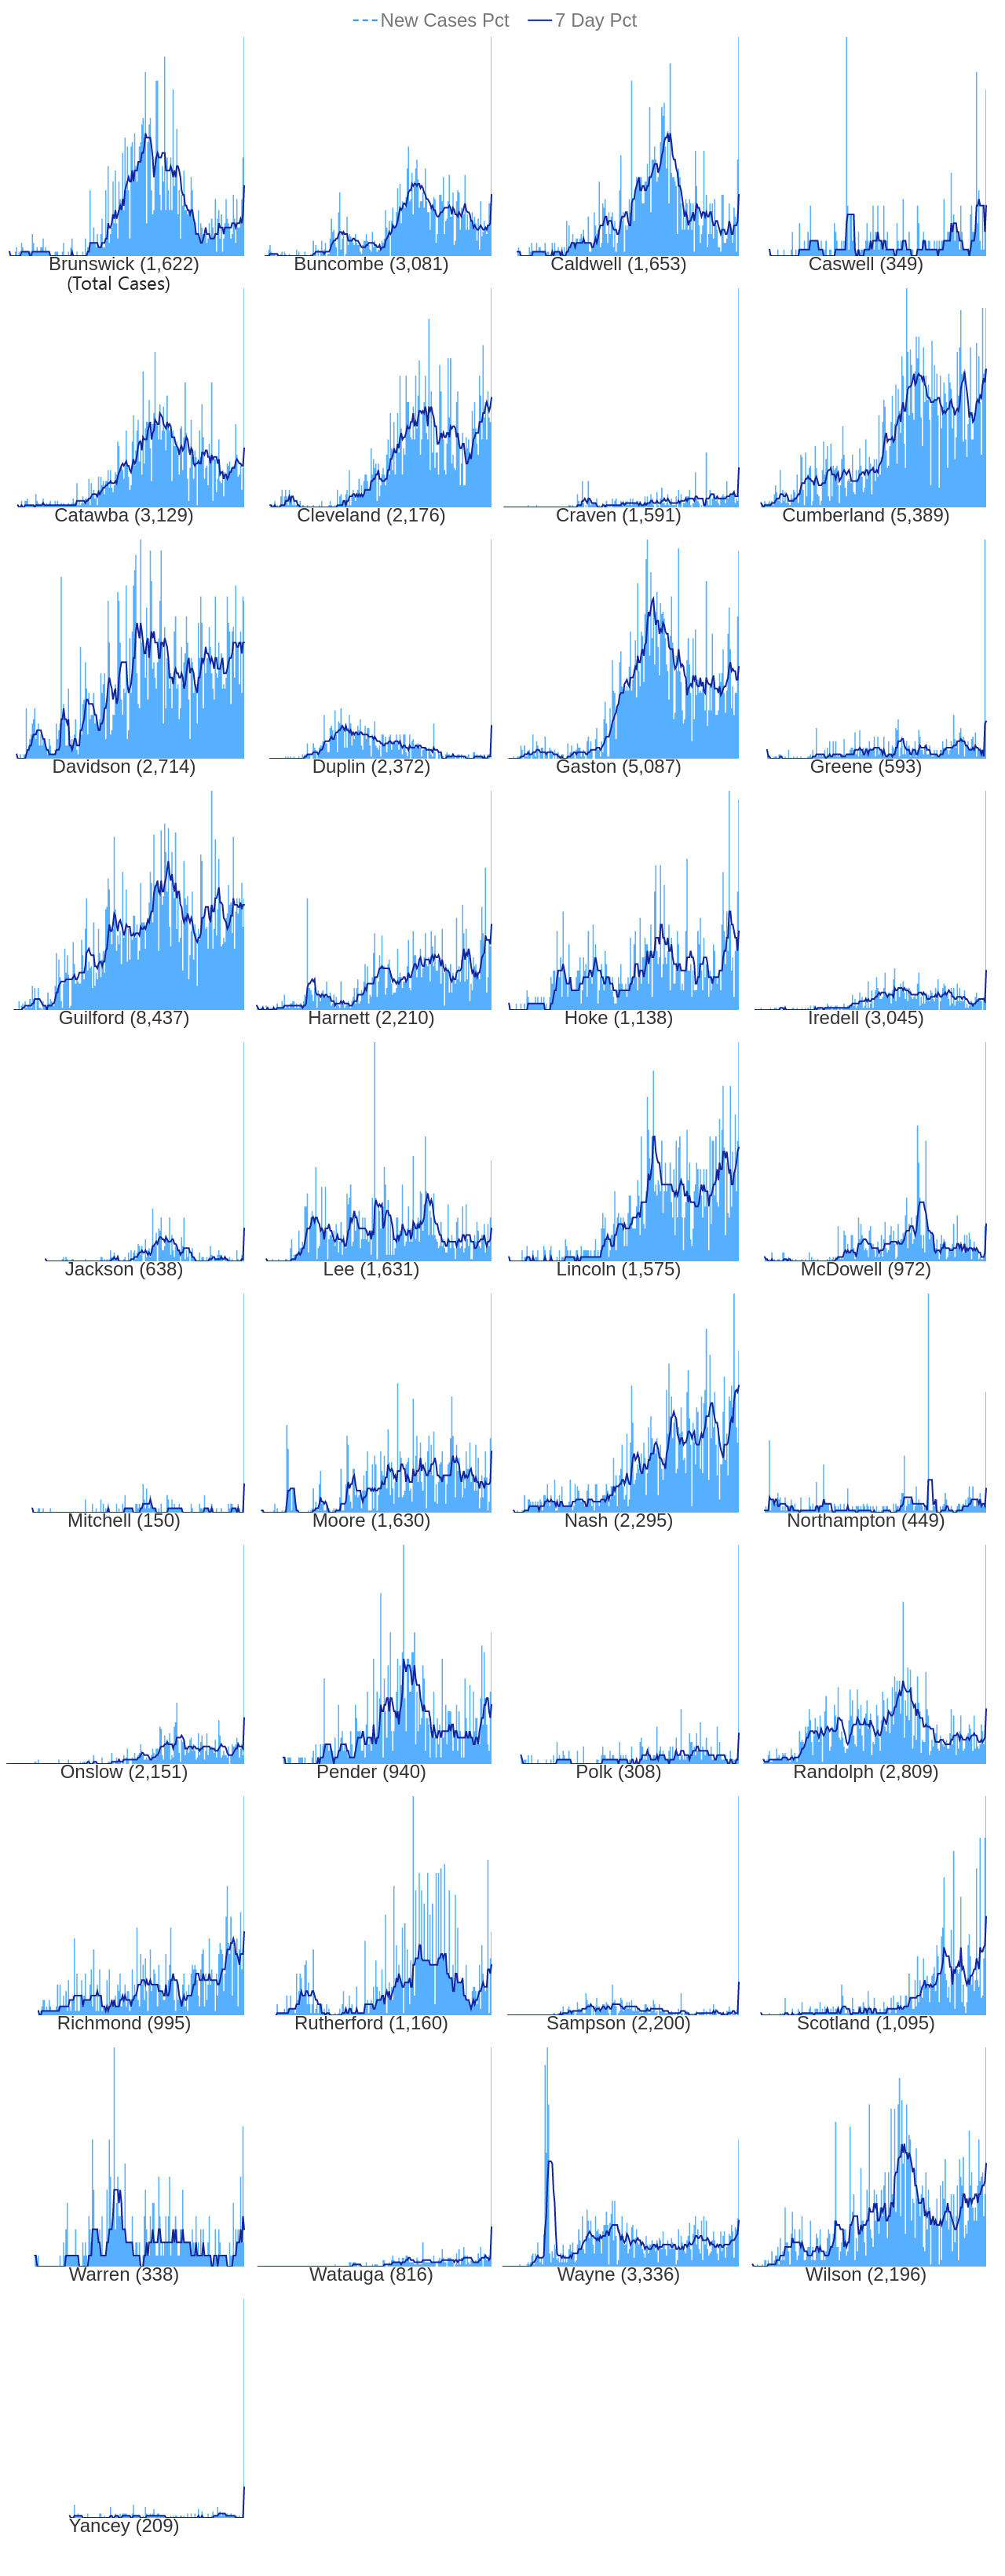 New Cases Pct 7 Day Pct
Brunswick (1,622) Buncombe (3,081) Caldwell (1,653) Caswell (349)
(Total Cases)
Catawba (3,129) Cleveland (2,176) Craven (1,591) Cumberland (5,389)
Davidson (2,714) Duplin (2,372) Gaston (5,087) Greene (593)
Guilford (8,437) Harnett (2,210) Hoke (1,138) Iredell (3,045)
Jackson (638) Lee (1,631) Lincoln (1,575) McDowell (972)
Mitchell (150) Moore (1,630) Nash (2,295) Northampton (449)
Onslow (2,151) Pender (940) Polk (308) Randolph (2,809)
Richmond (995) Rutherford (1,160) Sampson (2,200) Scotland (1,095)
Warren (338) Watauga (816) Wayne (3,336) Wilson (2,196)
Yancey (209)